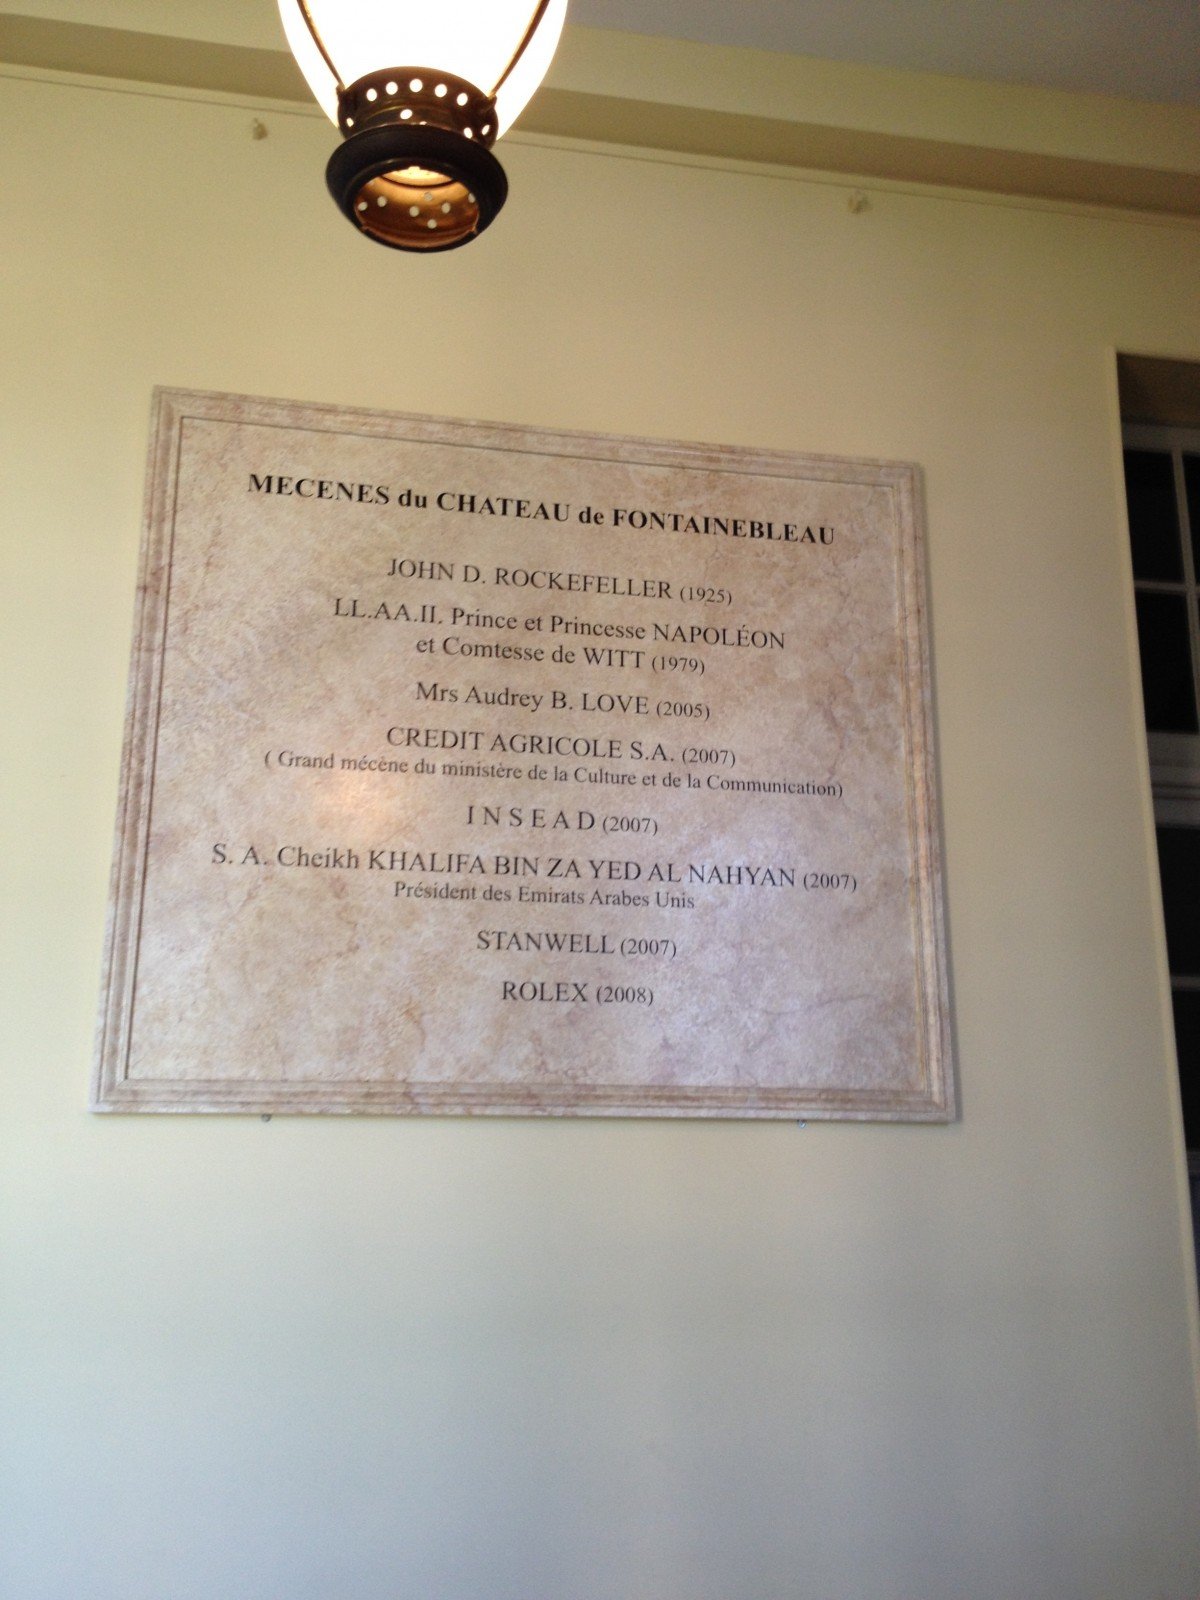 MECENES du CHATEAU de FONTAINEBLEAU
JOHN D. ROCKEFELLER (1925)
LL.AA.II. Prince et Princesse NAPOLÉON
et Comtesse de WITT (1979)
Mrs Audrey B. LOVE (2005)
CREDIT AGRICOLE S.A. (2007)
( Grand mécène du ministère de la Culture et de la Communication)
I N S E A D (2007)
S. A. Cheikh KHALIFA BIN ZA YED AL NAHYAN (2007)
Président des Emirats Arabes Unis
STANWELL (2007)
ROLEX (2008)